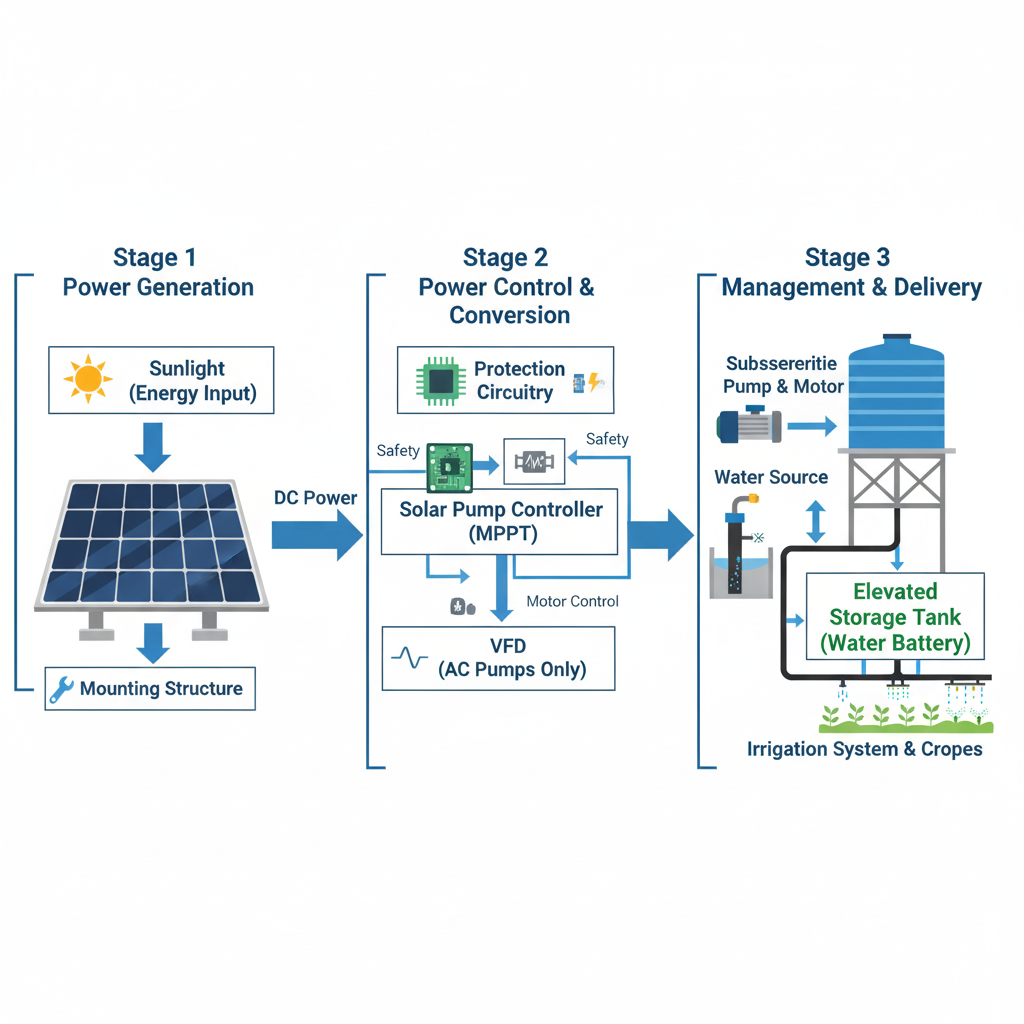 Stage 1
Power Generation
Sunlight
(Energy Input)
DC Power
Mounting Structure
Stage 2
Power Control &
Conversion
Protection
Circuitry
Safety
Safety
Solar Pump Controller
(MPPT)
Motor Control
VFD
(AC Pumps Only)
Stage 3
Management & Delivery
Subssereritie
Pump & Motor
Water Source
Elevated
Storage Tank
(Water Battery)
Irrigation System & Cropes